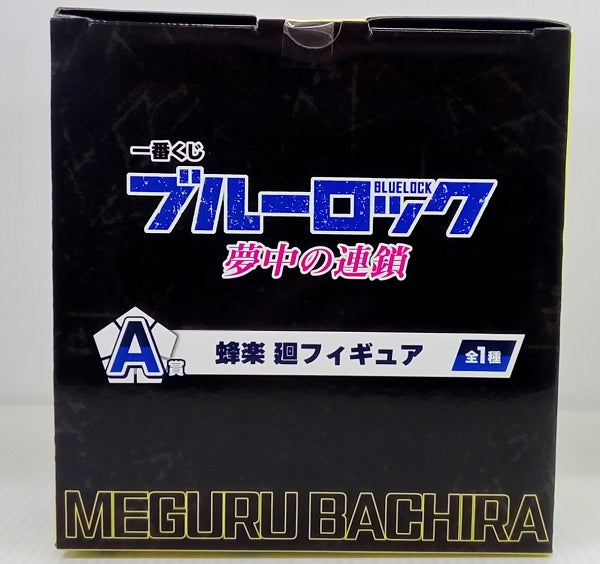 一番くじ
ブルーロック
BLUELOCK
夢中の連鎖
A賞
蜂楽 廻フィギュア
全1種
MEGURU BACHIRA